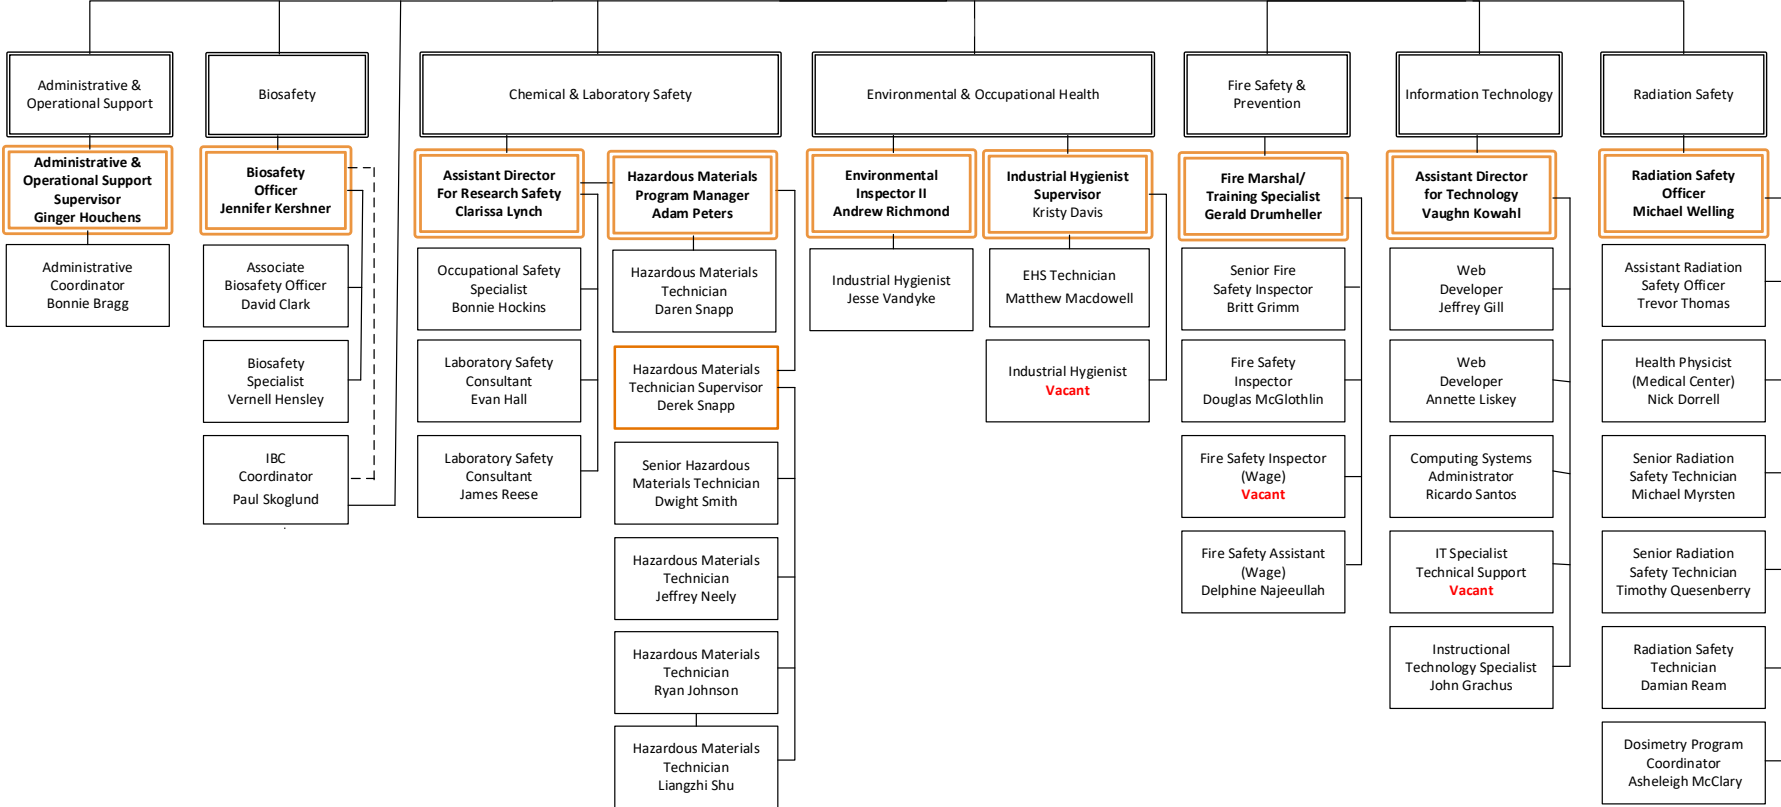 Administrative &
Operational Support
Administrative &
Operational Support
Supervisor
Ginger Houchens
Administrative
Coordinator
Bonnie Bragg
Biosafety
Biosafety
Officer
Jennifer Kershner
Associate
Biosafety Officer
David Clark
Biosafety
Specialist
Vernell Hensley
IBC
Coordinator
Paul Skoglund
Chemical & Laboratory Safety
Assistant Director
For Research Safety
Clarissa Lynch
Occupational Safety
Specialist
Bonnie Hockins
Laboratory Safety
Consultant
Evan Hall
Laboratory Safety
Consultant
James Reese
Hazardous Materials
Program Manager
Adam Peters
Hazardous Materials
Technician
Daren Snapp
Hazardous Materials
Technician Supervisor
Derek Snapp
Senior Hazardous
Materials Technician
Dwight Smith
Hazardous Materials
Technician
Jeffrey Neely
Hazardous Materials
Technician
Ryan Johnson
Hazardous Materials
Technician
Liangzhi Shu
Environmental & Occupational Health
Environmental
Inspector II
Andrew Richmond
Industrial Hygienist
Jesse Vandyke
Industrial Hygienist
Supervisor
Kristy Davis
EHS Technician
Matthew Macdowell
Industrial Hygienist
Vacant
Fire Safety &
Prevention
Fire Marshal/
Training Specialist
Gerald Drumheller
Senior Fire
Safety Inspector
Britt Grimm
Fire Safety
Inspector
Douglas McGlothlin
Fire Safety Inspector
(Wage)
Vacant
Fire Safety Assistant
(Wage)
Delphine Najeeullah
Information Technology
Assistant Director
for Technology
Vaughn Kowahl
Web
Developer
Jeffrey Gill
Web
Developer
Annette Liskey
Computing Systems
Administrator
Ricardo Santos
IT Specialist
Technical Support
Vacant
Instructional
Technology Specialist
John Grachus
Radiation Safety
Radiation Safety
Officer
Michael Welling
Assistant Radiation
Safety Officer
Trevor Thomas
Health Physicist
(Medical Center)
Nick Dorrell
Senior Radiation
Safety Technician
Michael Myrsten
Senior Radiation
Safety Technician
Timothy Quesenberry
Radiation Safety
Technician
Damian Ream
Dosimetry Program
Coordinator
Asheleigh McClary